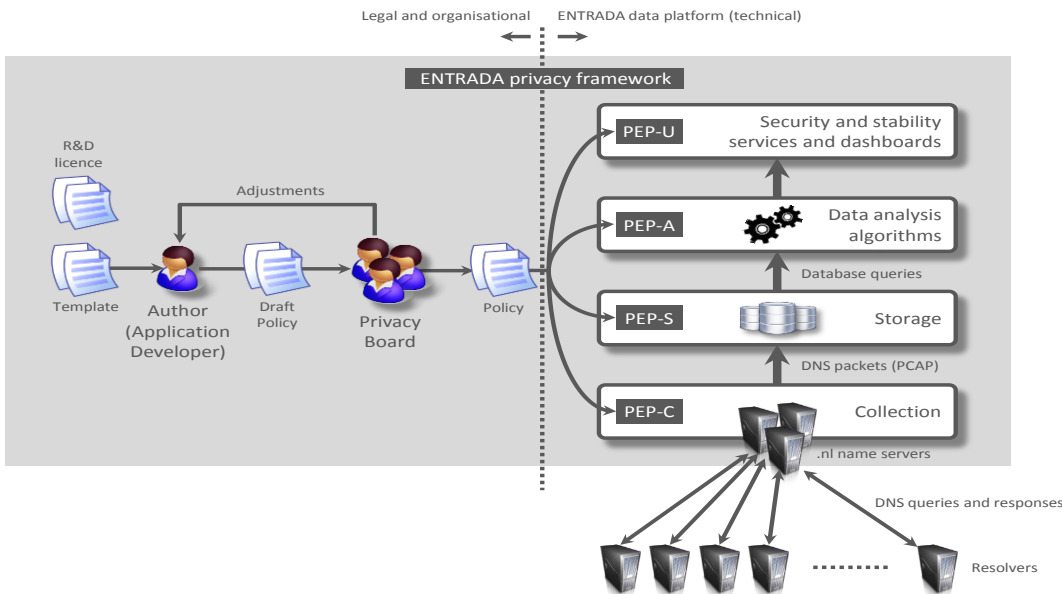 Legal and organisational
ENTRADA data platform (technical)
ENTRADA privacy framework
R&D
licence
Template
Adjustments
Author
(Application
Developer)
Draft
Policy
Privacy
Board
Policy
PEP-U
Security and stability
services and dashboards
PEP-A
Data analysis
algorithms
Database queries
PEP-S
Storage
DNS packets (PCAP)
PEP-C
Collection
.nl name servers
DNS queries and responses
Resolvers